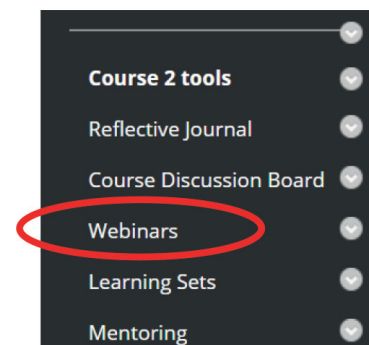 Course 2 tools
Reflective Journal
Course Discussion Board
Webinars
Learning Sets
Mentoring